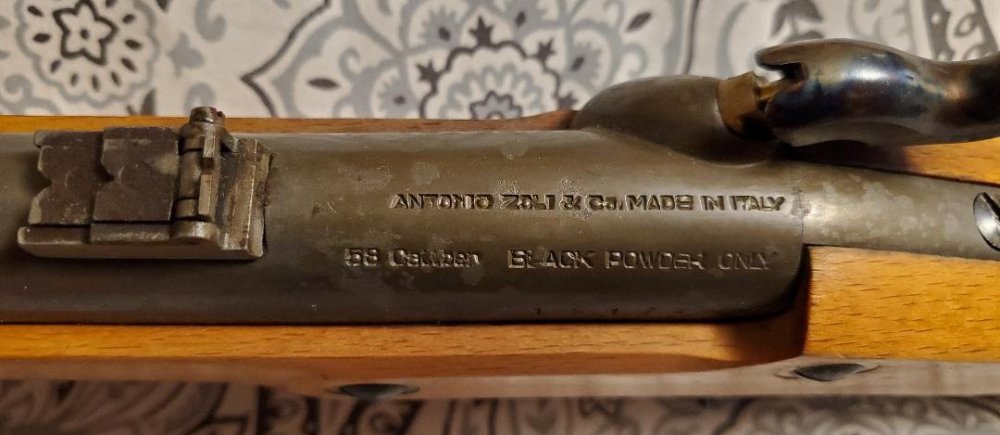 ANTONIO ZOLI & Co. MADE IN ITALY
58 Caliber BLACK POWDER ONLY